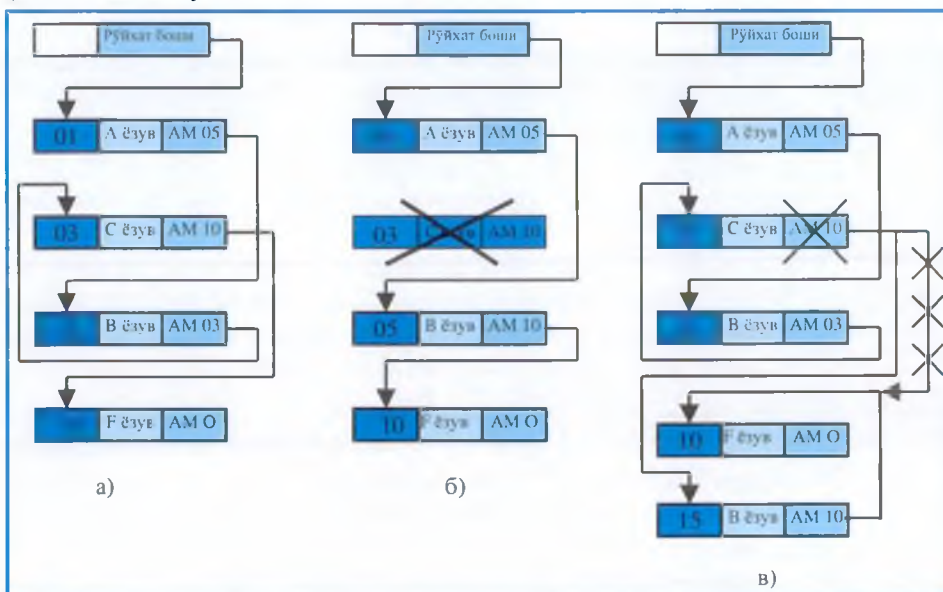 Рўйхат боши
01 А ёзув АМ 05
03 С ёзув АМ 10
В ёзув АМ 03
F ёзув АМ О
а)
Рўйхат боши
А ёзув АМ 05
03 АМ 10
05 В ёзув АМ 10
10 F ёзув АМ О
б)
Рўйхат боши
А ёзув АМ 05
С ёзув АМ 10
В ёзув АМ 03
10 F ёзув АМ О
15 В ёзув АМ 10
в)